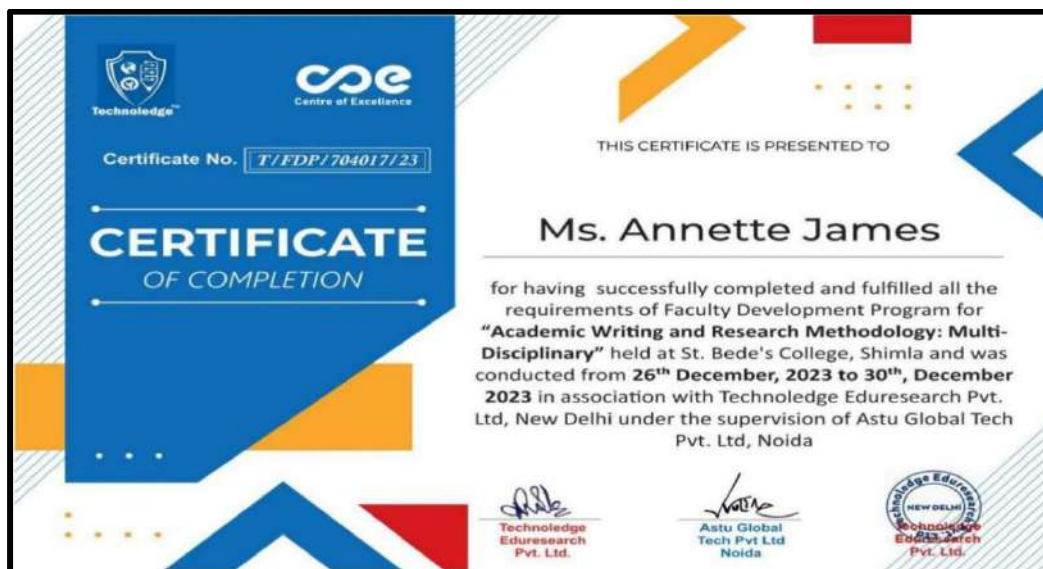 Technoledge™
coe
Centre of Excellence
Certificate No. T/FDP/704017/23
CERTIFICATE
OF COMPLETION
THIS CERTIFICATE IS PRESENTED TO
Ms. Annette James
for having successfully completed and fulfilled all the
requirements of Faculty Development Program for
“Academic Writing and Research Methodology: Multi-
Disciplinary” held at St. Bede's College, Shimla and was
conducted from 26th December, 2023 to 30th, December
2023 in association with Technoledge Eduresearch Pvt.
Ltd, New Delhi under the supervision of Astu Global Tech
Pvt. Ltd, Noida
Technoledge
Eduresearch
Pvt. Ltd.
Astu Global
Tech Pvt Ltd
Noida
Technoledge Eduresearch
NEW DELHI
Technoledge
Eduresearch
Pvt. Ltd.